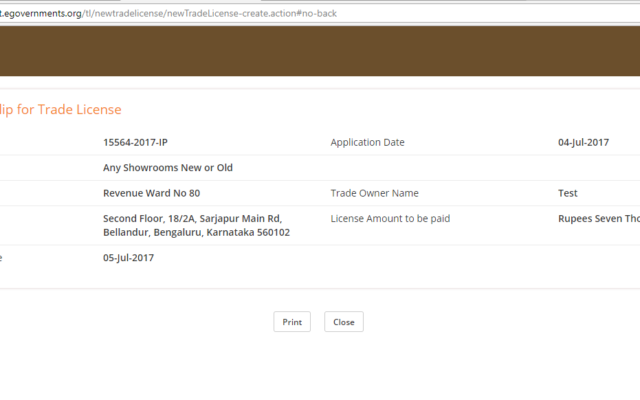 t.egovernments.org/tl/newtradelicense/newTradeLicense-create.action#no-back
for Trade License
15564-2017-IP Application Date 04-Jul-2017
Any Showrooms New or Old
Revenue Ward No 80 Trade Owner Name Test
Second Floor, 18/2A, Sarjapur Main Rd, License Amount to be paid Rupees Seven
Bellandur, Bengaluru, Karnataka 560102
05-Jul-2017
Print Close